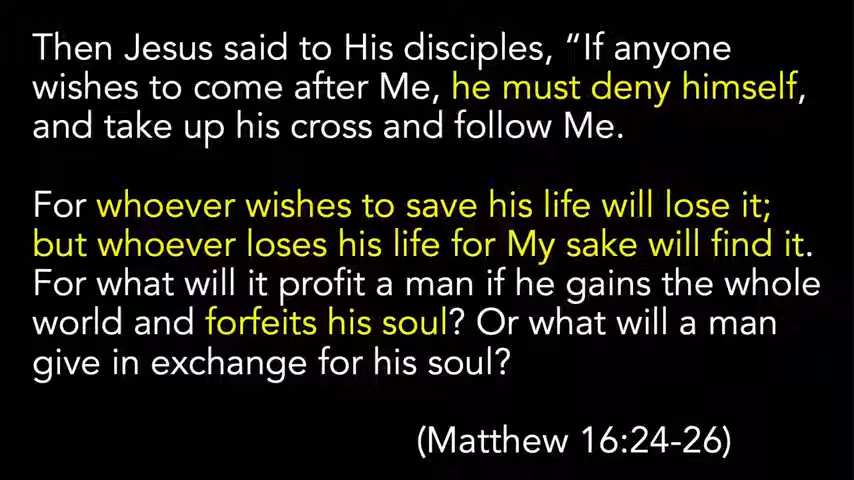 Then Jesus said to His disciples, “If anyone
wishes to come after Me, he must deny himself,
and take up his cross and follow Me.
For whoever wishes to save his life will lose it;
but whoever loses his life for My sake will find it.
For what will it profit a man if he gains the whole
world and forfeits his soul? Or what will a man
give in exchange for his soul?
(Matthew 16:24-26)